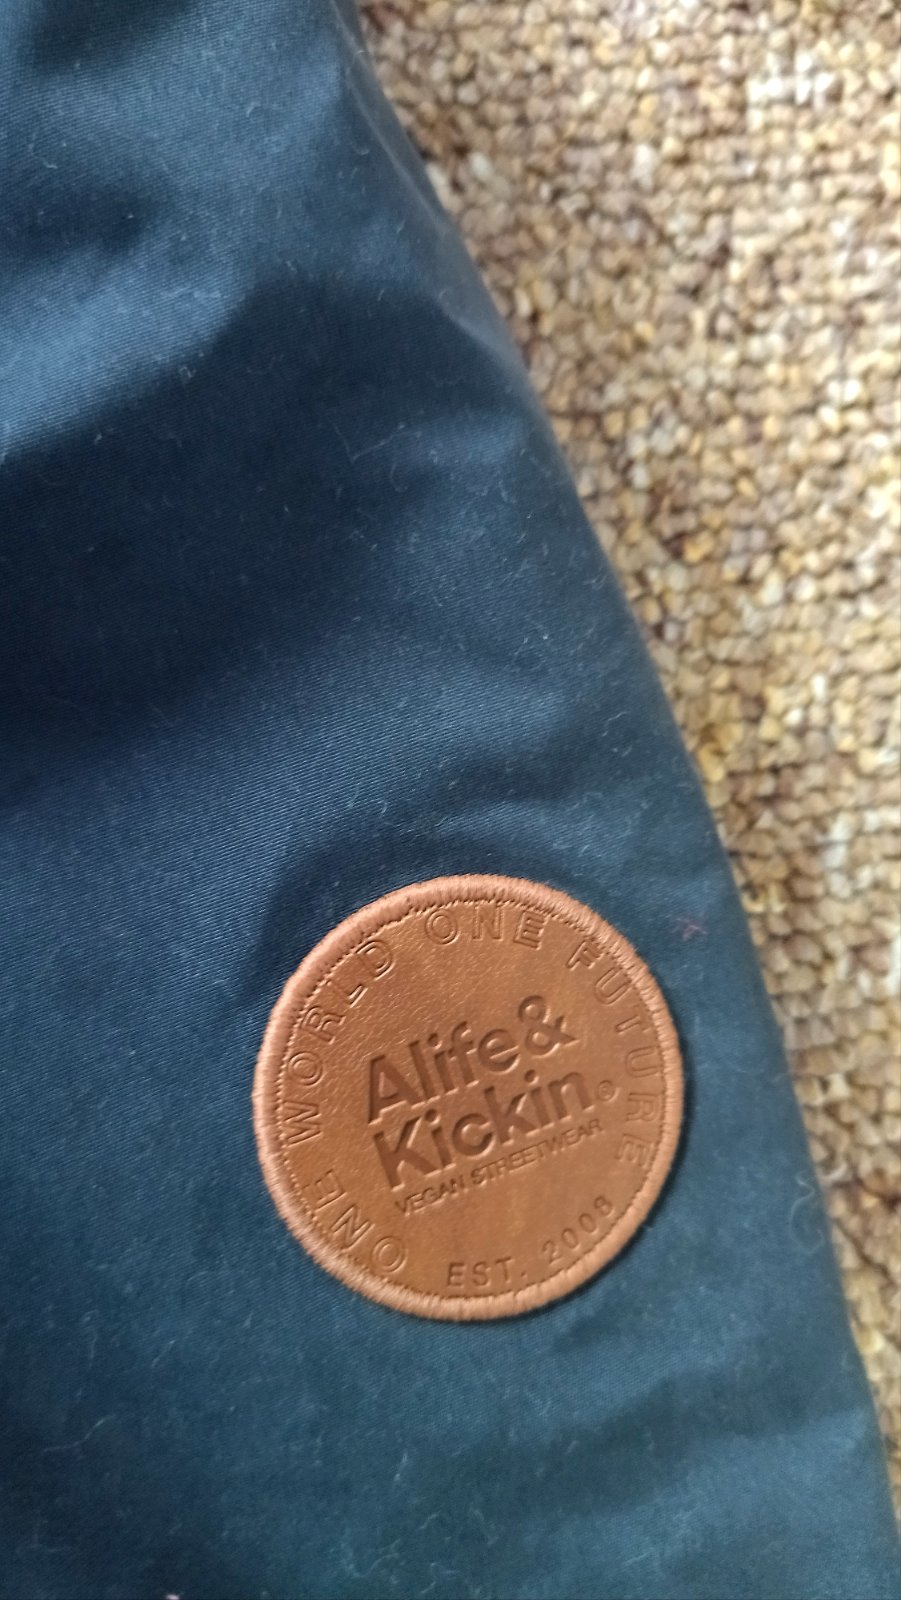 ONE WORLD ONE FUTURE
Alife&
Kickin®
VEGAN STREETWEAR
EST. 2008